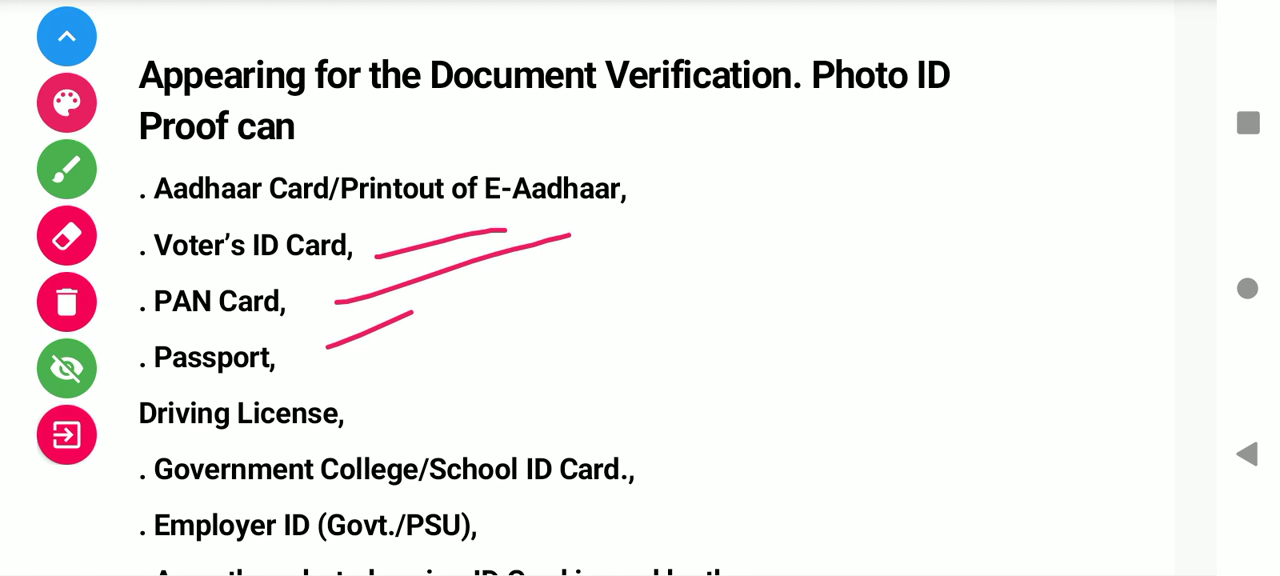 Appearing for the Document Verification. Photo ID
Proof can
. Aadhaar Card/Printout of E-Aadhaar,
. Voter’s ID Card,
. PAN Card,
. Passport,
Driving License,
. Government College/School ID Card.,
. Employer ID (Govt./PSU),